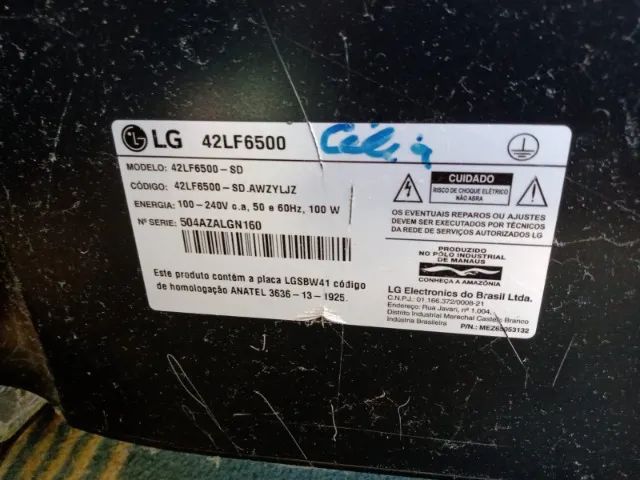 LG 42LF6500
Célia
MODELO: 42LF6500-SD
CÓDIGO: 42LF6500-SD.AWZYLJZ
ENERGIA: 100-240V c.a, 50 e 60Hz, 100 W
Nº SERIE: 504AZALGN160
Este produto contém a placa LGSBW41 código
de homologação ANATEL 3636-13-1925.
CUIDADO
RISCO DE CHOQUE ELÉTRICO
NÃO ABRA
OS EVENTUAIS REPAROS OU AJUSTES
DEVEM SER EXECUTADOS POR TÉCNICOS
DA REDE DE SERVIÇOS AUTORIZADOS LG
PRODUZIDO
NO PÓLO INDUSTRIAL
DE MANAUS
CONHEÇA A AMAZÔNIA
LG Electronics do Brasil Ltda.
C.N.P.J.: 01.166.372/0008-21
Endereço: Rua Javari, nº 1.004,
Distrito Industrial Marechal Castelo Branco
Indústria Brasileira
P/N.: MEZ65053132